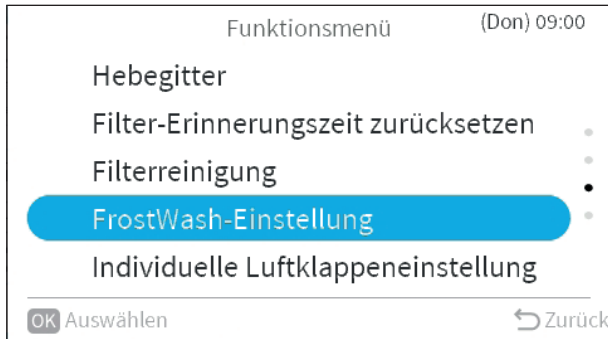 Funktionsmenü
(Don) 09:00
Hebegitter
Filter-Erinnerungszeit zurücksetzen
Filterreinigung
FrostWash-Einstellung
Individuelle Luftklappeneinstellung
OK Auswählen
Zurück